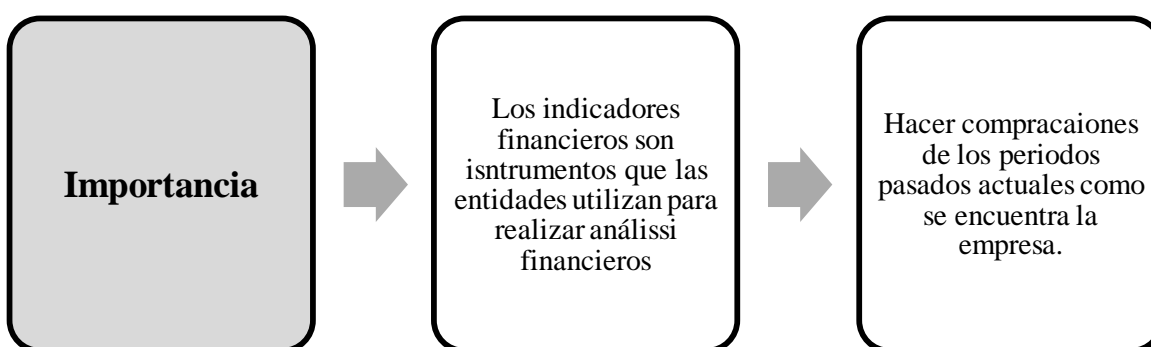 Importancia
Los indicadores
financieros son
isntrumentos que las
entidades utilizan para
realizar análissi
financieros
Hacer compracaiones
de los periodos
pasados actuales como
se encuentra la
empresa.